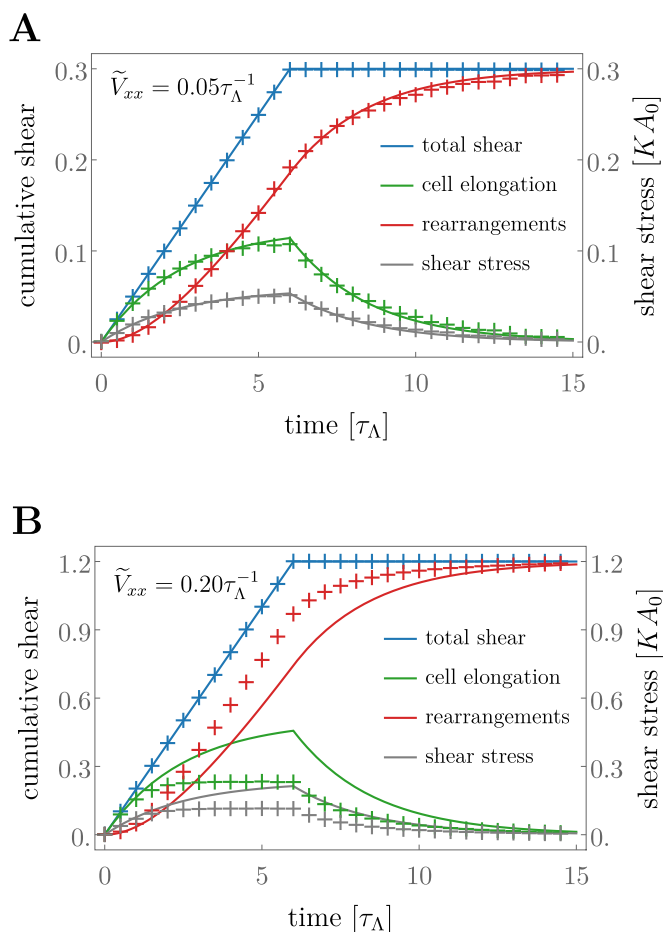 A
Ṽxx = 0.05τΛ⁻¹
cumulative shear
0.3
0.2
0.1
0.
total shear
cell elongation
rearrangements
shear stress
0.3
0.2
0.1
0.
shear stress [K A₀]
0 5 10 15
time [τΛ]
B
Ṽxx = 0.20τΛ⁻¹
cumulative shear
1.2
0.9
0.6
0.3
0.
total shear
cell elongation
rearrangements
shear stress
1.2
0.9
0.6
0.3
0.
shear stress [K A₀]
0 5 10 15
time [τΛ]